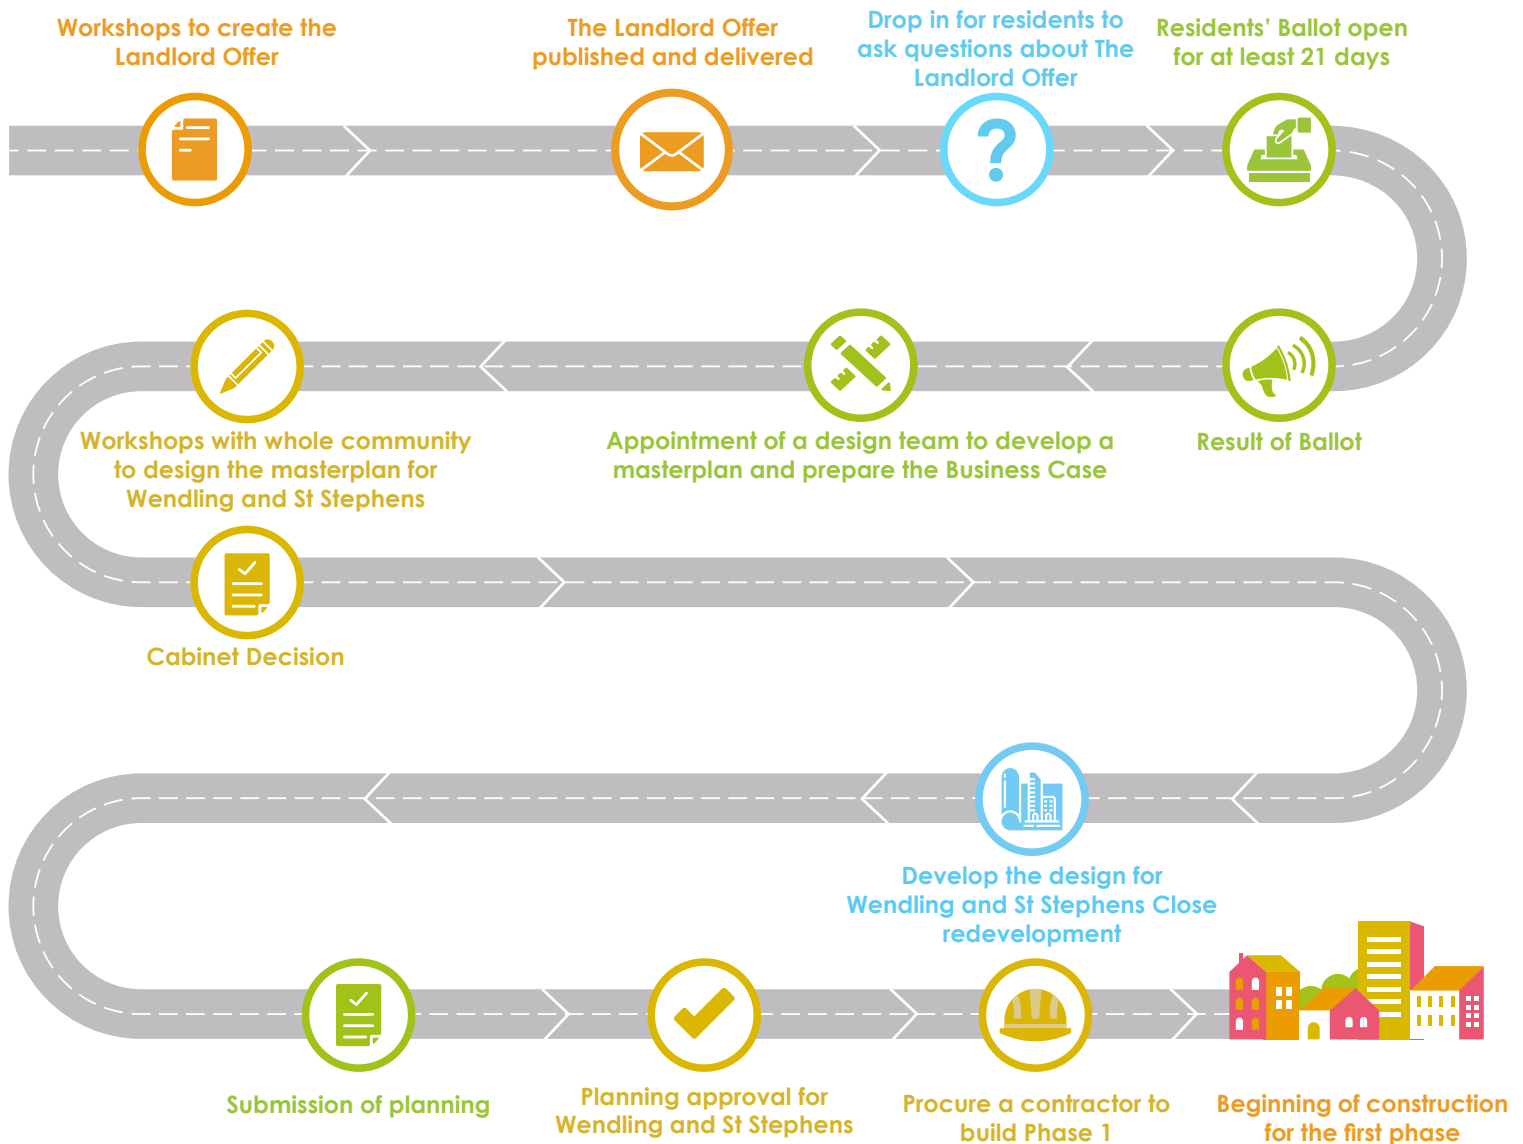 Workshops to create the
Landlord Offer
The Landlord Offer
published and delivered
Drop in for residents to
ask questions about The
Landlord Offer
Residents’ Ballot open
for at least 21 days
Result of Ballot
Appointment of a design team to develop a
masterplan and prepare the Business Case
Workshops with whole community
to design the masterplan for
Wendling and St Stephens
Cabinet Decision
Develop the design for
Wendling and St Stephens Close
redevelopment
Submission of planning
Planning approval for
Wendling and St Stephens
Procure a contractor to
build Phase 1
Beginning of construction
for the first phase